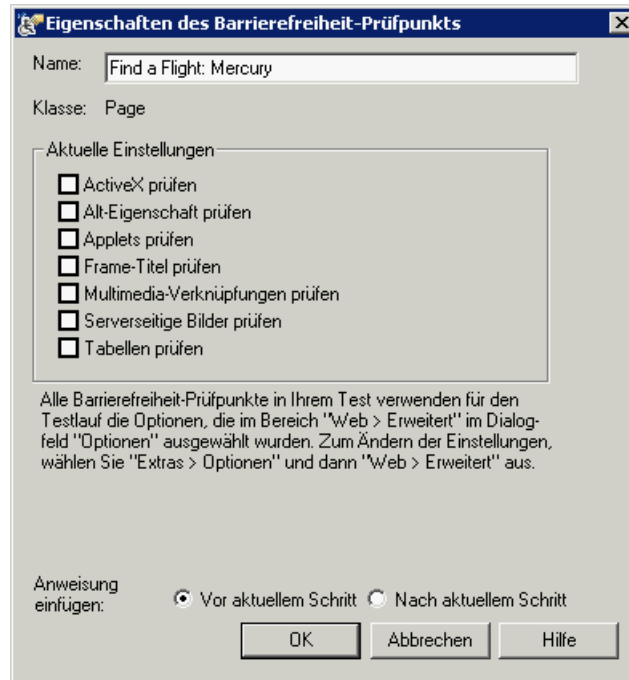 Eigenschaften des Barrierefreiheit-Prüfpunkts
Name: Find a Flight: Mercury
Klasse: Page
Aktuelle Einstellungen
ActiveX prüfen
Alt-Eigenschaft prüfen
Applets prüfen
Frame-Titel prüfen
Multimedia-Verknüpfungen prüfen
Serverseitige Bilder prüfen
Tabellen prüfen
Alle Barrierefreiheit-Prüfpunkte in Ihrem Test verwenden für den
Testlauf die Optionen, die im Bereich "Web > Erweitert" im Dialog-
feld "Optionen" ausgewählt wurden. Zum Ändern der Einstellungen,
wählen Sie "Extras > Optionen" und dann "Web > Erweitert" aus.
Anweisung
einfügen: Vor aktuellem Schritt Nach aktuellem Schritt
OK Abbrechen Hilfe